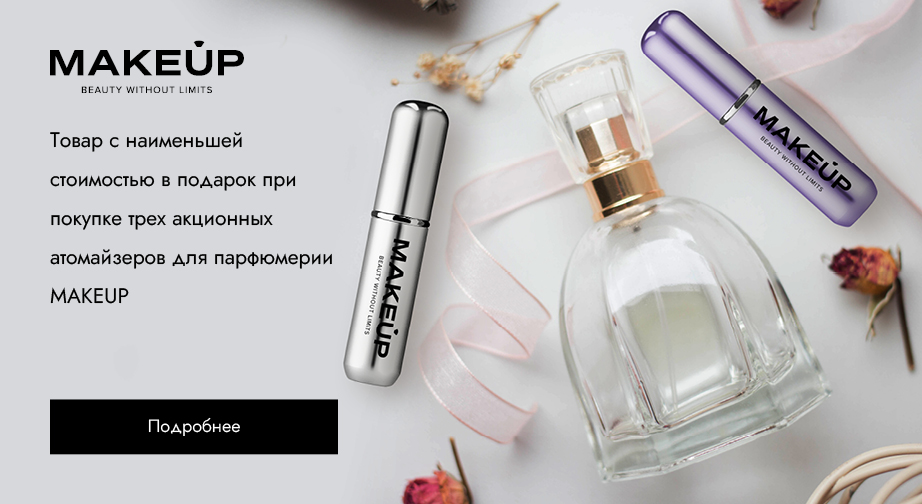 MAKEUP
BEAUTY WITHOUT LIMITS
Товар с наименьшей
стоимостью в подарок при
покупке трех акционных
атомайзеров для парфюмерии
MAKEUP
Подробнее
MAKEUP
BEAUTY WITHOUT LIMITS
MAKEUP
BEAUTY WITHOUT LIMITS